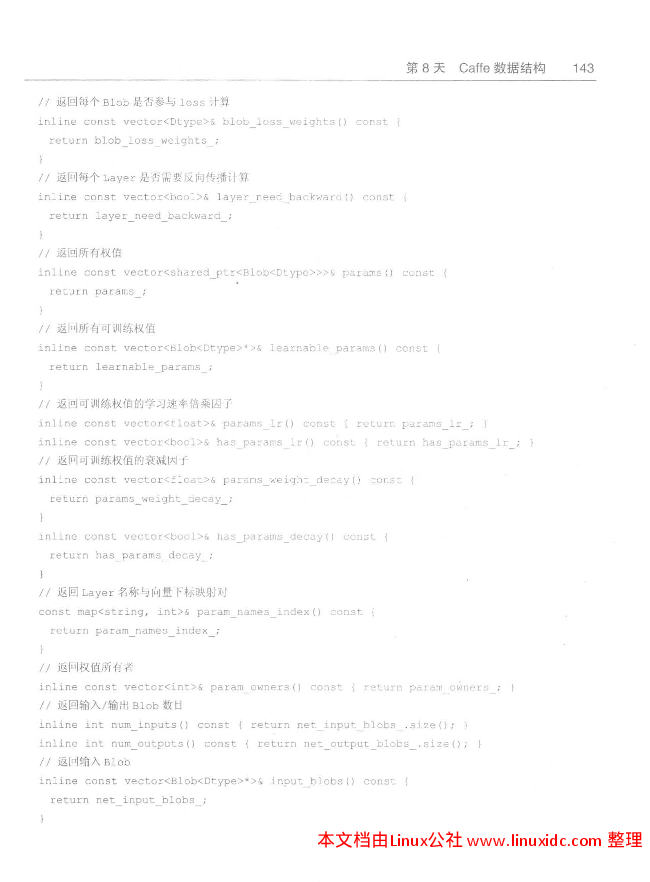 第 8 天 Caffe 数据结构 143
// 返回每个 Blob 是否参与 loss 计算
inline const vector<Dtype>& blob_loss_weights() const {
return blob_loss_weights_;
}
// 返回每个 Layer 是否需要反向传播计算
inline const vector<bool>& layer_need_backward() const {
return layer_need_backward_;
}
// 返回所有权值
inline const vector<shared_ptr<Blob<Dtype>>>& params() const {
return params_;
}
// 返回所有可训练权值
inline const vector<Blob<Dtype>*>& learnable_params() const {
return learnable_params_;
}
// 返回可训练权值的学习速率倍乘因子
inline const vector<float>& params_lr() const { return params_lr_; }
inline const vector<bool>& has_params_lr() const { return has_params_lr_; }
// 返回可训练权值的衰减因子
inline const vector<float>& params_weight_decay() const {
return params_weight_decay_;
}
inline const vector<bool>& has_params_decay() const {
return has_params_decay_;
}
// 返回 Layer 名称与向量下标映射对
const map<string, int>& param_names_index() const {
return param_names_index_;
}
// 返回权值所有者
inline const vector<int>& param_owners() const { return param_owners_; }
// 返回输入/输出 Blob 数目
inline int num_inputs() const { return net_input_blobs_.size(); }
inline int num_outputs() const { return net_output_blobs_.size(); }
// 返回输入 Blob
inline const vector<Blob<Dtype>*>& input_blobs() const {
return net_input_blobs_;
}
本文档由Linux公社 www.linuxidc.com 整理